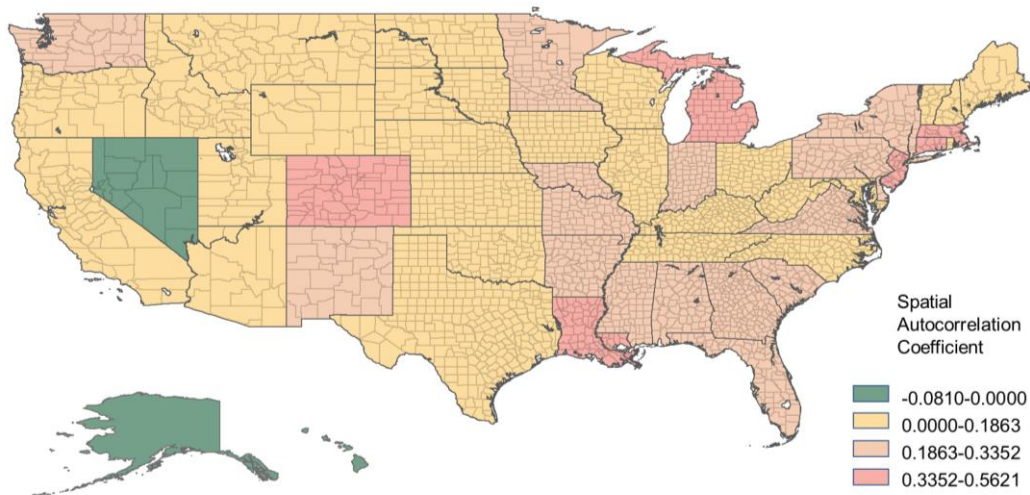 Spatial
Autocorrelation
Coefficient
-0.0810-0.0000
0.0000-0.1863
0.1863-0.3352
0.3352-0.5621